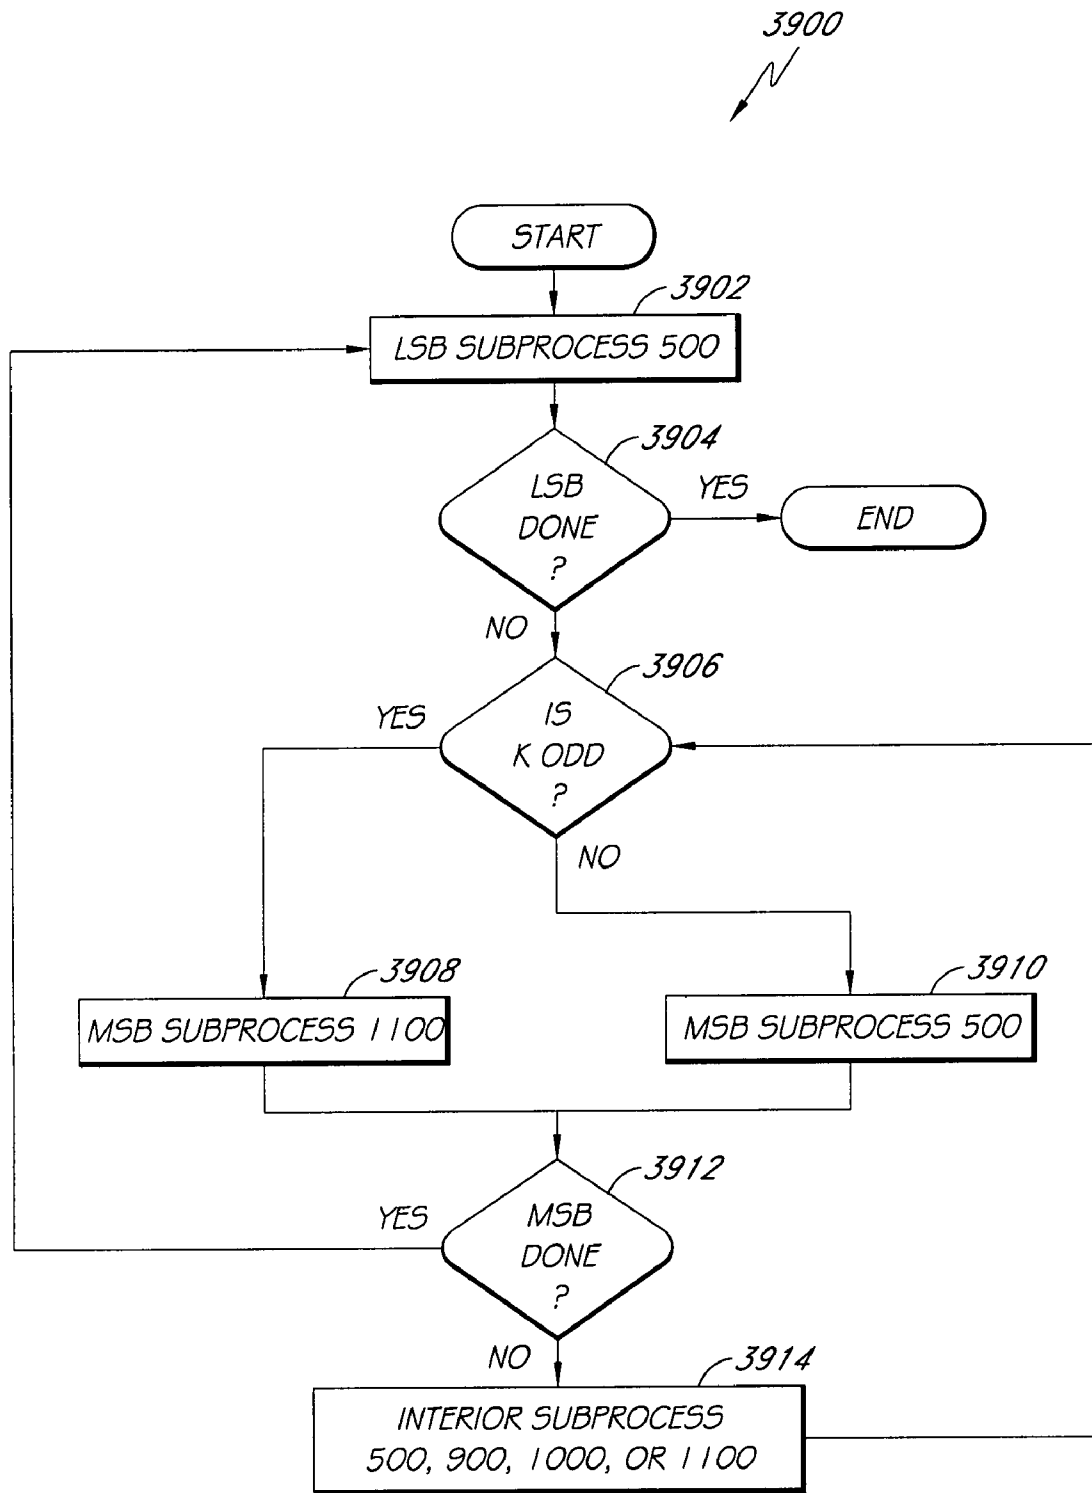 3900
START
3902
LSB SUBPROCESS 500
3904
LSB
DONE
?
YES
END
NO
3906
IS
K ODD
?
YES
NO
3908
MSB SUBPROCESS 1100
3910
MSB SUBPROCESS 500
3912
MSB
DONE
?
YES
NO
3914
INTERIOR SUBPROCESS
500, 900, 1000, OR 1100